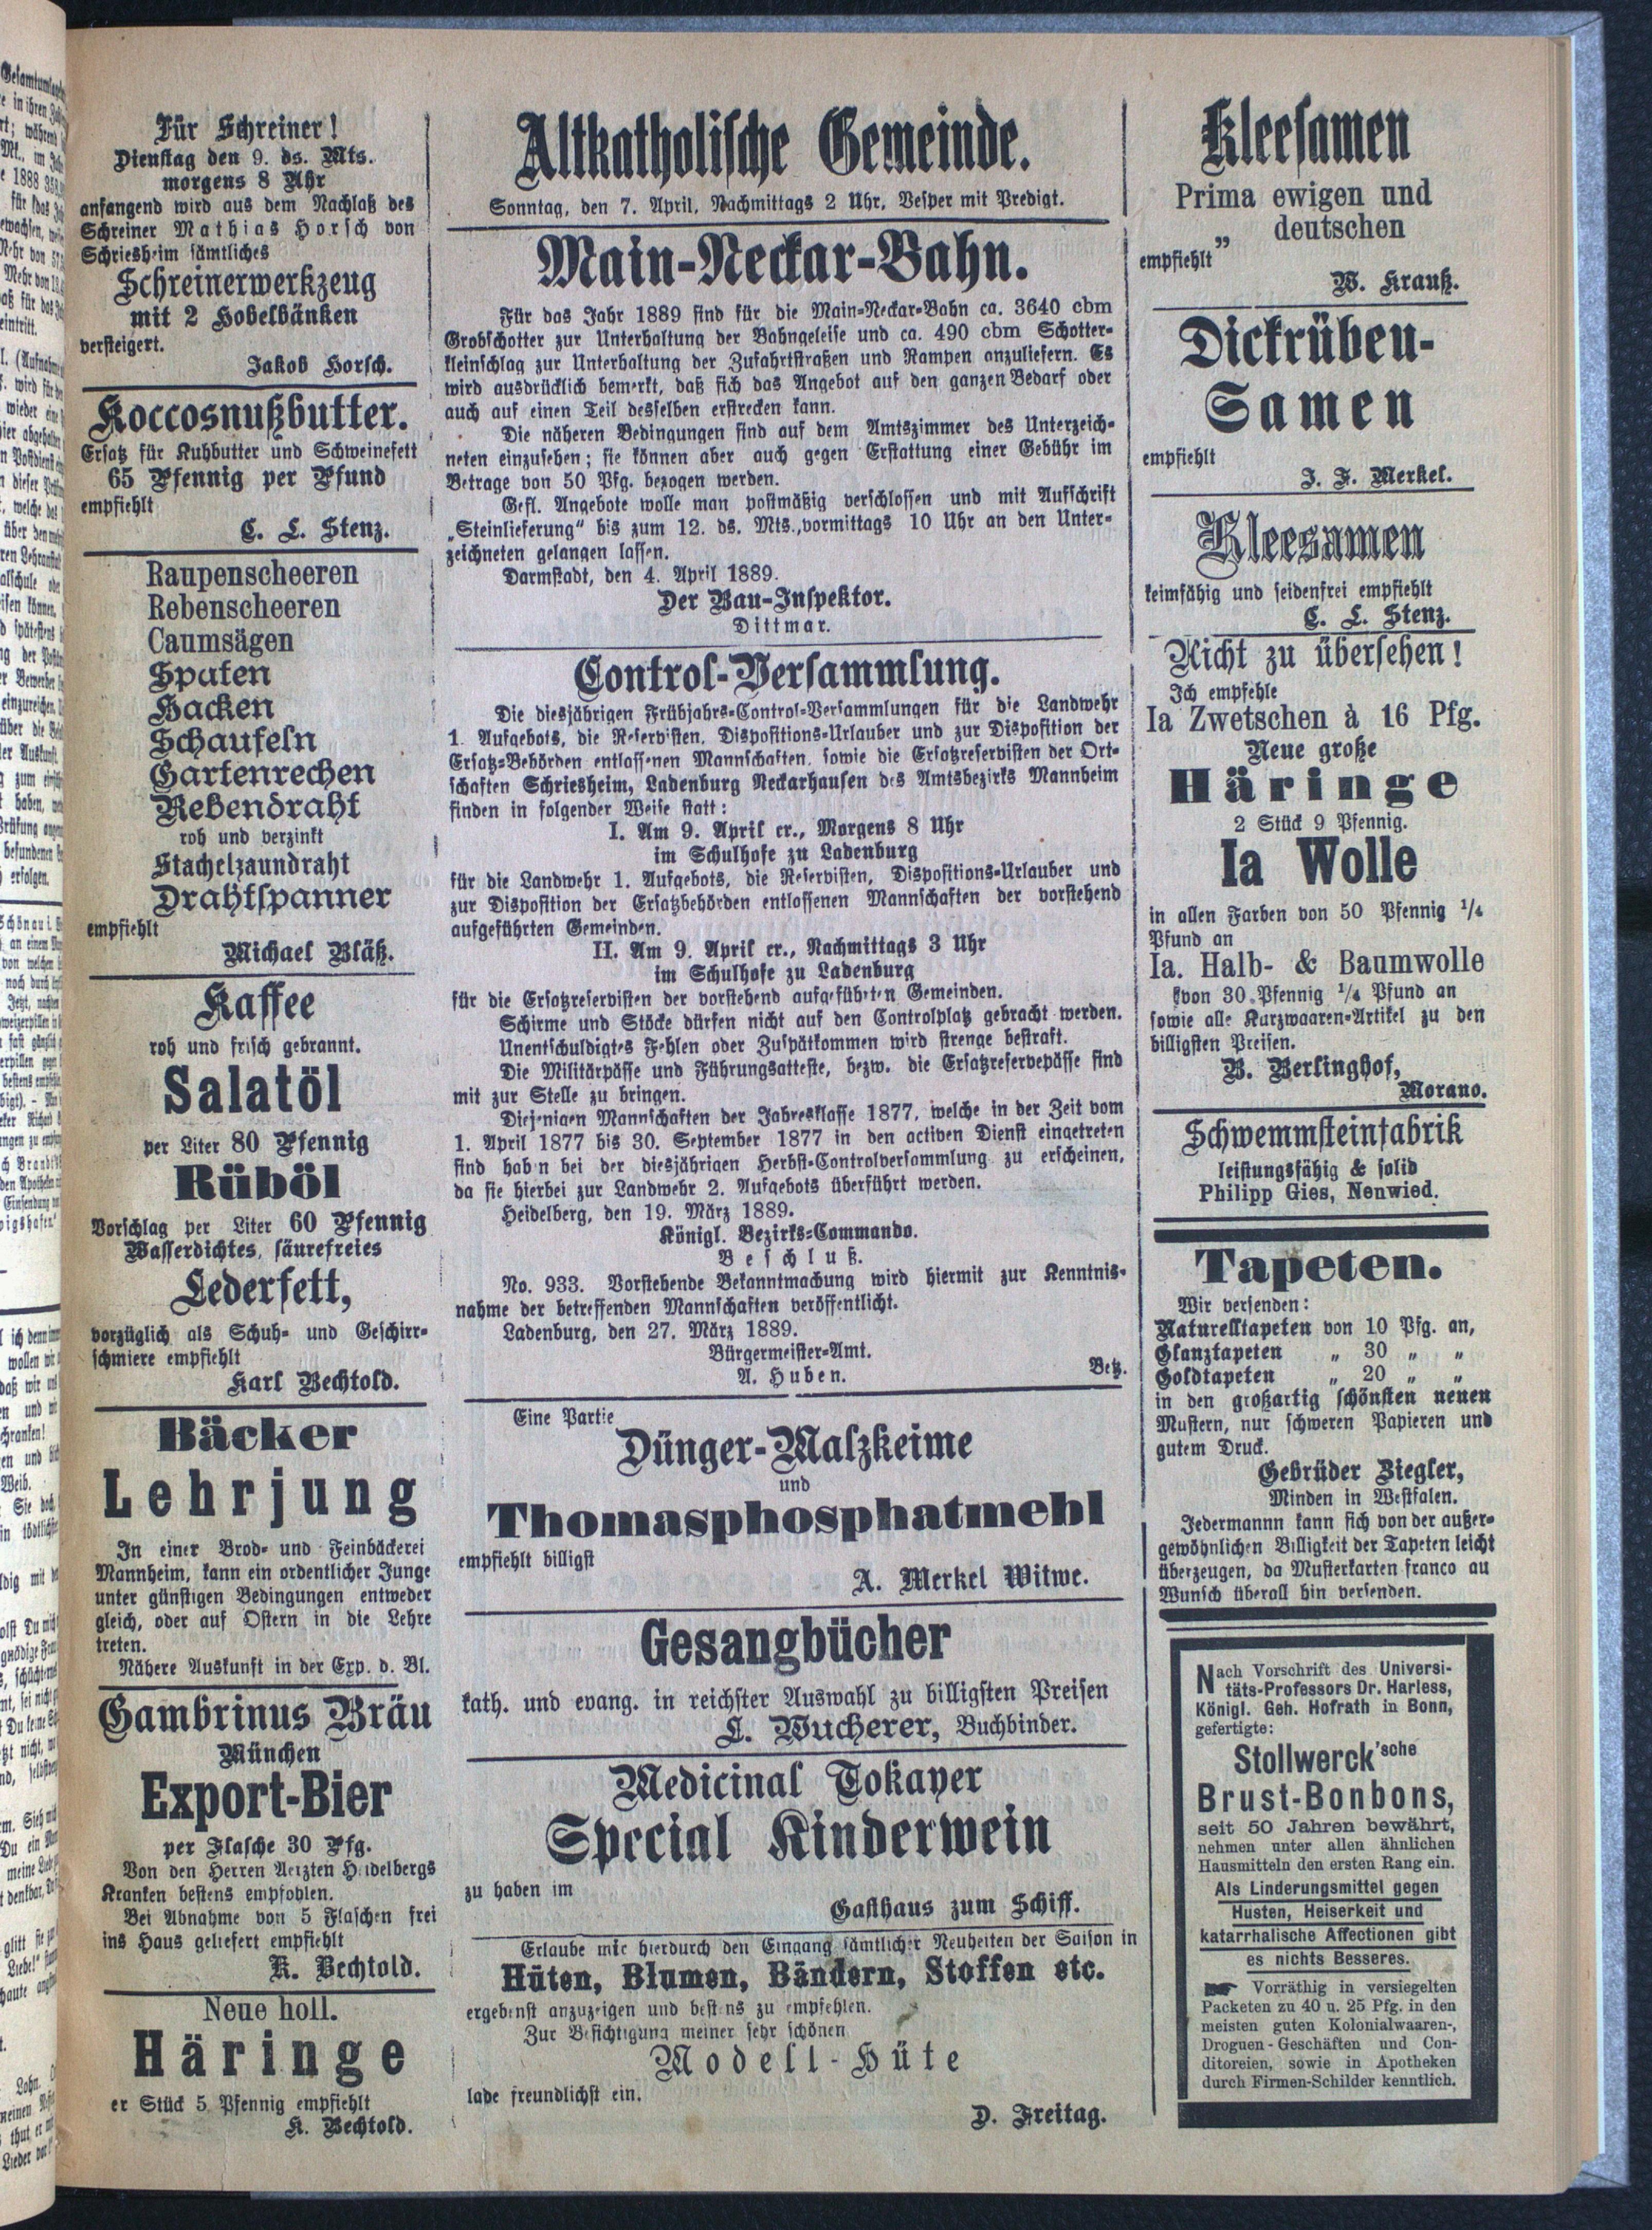 Für Schreiner!
Dienstag den 9. ds. Mts.
morgens 8 Uhr
anfangend wird aus dem Nachlaß des
Schreiner Mathias Horsch von
Schriesheim sämtliches
Schreinerwerkzeug
mit 2 Hobelbänken
versteigert.
Jakob Horsch.
Koccosnußbutter.
Ersatz für Kuhbutter und Schweinefett
65 Pfennig per Pfund
empfiehlt
C. L. Stenz.
Raupenscheeren
Rebenscheeren
Caumsägen
Spaten
Hacken
Schaufeln
Gartenrechen
Rebendraht
roh und verzinkt
Stachelzaundraht
Drahtspanner
empfiehlt
Michael Bläß.
Kaffee
roh und frisch gebrannt.
Salatöl
per Liter 80 Pfennig
Rüböl
Vorschlag per Liter 60 Pfennig
Wasserdichtes, säurefreies
Lederfett,
vorzüglich als Schuh- und Geschirr-
schmiere empfiehlt
Karl Bechtold.
Bäcker
Lehrjung
In einer Brod- und Feinbäckerei
Mannheim, kann ein ordentlicher Junge
unter günstigen Bedingungen entweder
gleich, oder auf Ostern in die Lehre
treten.
Nähere Auskunft in der Exp. d. Bl.
Gambrinus Bräu
München
Export-Bier
per Flasche 30 Pfg.
Von den Herren Aerzten Heidelbergs
Kranken bestens empfohlen.
Bei Abnahme von 5 Flaschen frei
ins Haus geliefert empfiehlt
K. Bechtold.
Neue holl.
Häringe
er Stück 5 Pfennig empfiehlt
K. Bechtold.
Altkatholische Gemeinde.
Sonntag, den 7. April, Nachmittags 2 Uhr, Vesper mit Predigt.
Main-Neckar-Bahn.
Für das Jahr 1889 sind für die Main-Neckar-Bahn ca. 3640 cbm
Grobschotter zur Unterhaltung der Bahngeleise und ca. 490 cbm Schotter-
kleinschlag zur Unterhaltung der Zufahrtstraßen und Rampen anzuliefern. Es
wird ausdrücklich bemerkt, daß sich das Angebot auf den ganzen Bedarf oder
auch auf einen Teil desselben erstrecken kann.
Die näheren Bedingungen sind auf dem Amtszimmer des Unterzeich-
neten einzusehen; sie können aber auch gegen Erstattung einer Gebühr im
Betrage von 50 Pfg. bezogen werden.
Gefl. Angebote wolle man postmäßig verschlossen und mit Aufschrift
„Steinlieferung“ bis zum 12. ds. Mts., vormittags 10 Uhr an den Unter-
zeichneten gelangen lassen.
Darmstadt, den 4. April 1889.
Der Bau-Inspektor.
Dittmar.
Control-Versammlung.
Die diesjährigen Frühjahrs-Control-Versammlungen für die Landwehr
1. Aufgebots, die Reservisten, Dispositions-Urlauber und zur Disposition der
Ersatz-Behörden entlassenen Mannschaften, sowie die Ersatzreservisten der Ort-
schaften Schriesheim, Ladenburg Neckarhausen des Amtsbezirks Mannheim
finden in folgender Weise statt:
I. Am 9. April cr., Morgens 8 Uhr
im Schulhofe zu Ladenburg
für die Landwehr 1. Aufgebots, die Reservisten, Dispositions-Urlauber und
zur Disposition der Ersatzbehörden entlassenen Mannschaften der vorstehend
aufgeführten Gemeinden.
II. Am 9. April cr., Nachmittags 3 Uhr
im Schulhofe zu Ladenburg
für die Ersatzreservisten der vorstehend aufgeführten Gemeinden.
Schirme und Stöcke dürfen nicht auf den Controlplatz gebracht werden.
Unentschuldigtes Fehlen oder Zuspätkommen wird strenge bestraft.
Die Militärpässe und Führungsatteste, bezw. die Ersatzreservepässe sind
mit zur Stelle zu bringen.
Diejenigen Mannschaften der Jahresklasse 1877, welche in der Zeit vom
1. April 1877 bis 30. September 1877 in den activen Dienst eingetreten
sind haben bei der diesjährigen Herbst-Controlversammlung zu erscheinen,
da sie hierbei zur Landwehr 2. Aufgebots überführt werden.
Heidelberg, den 19. März 1889.
Königl. Bezirks-Commando.
Beschluß.
No. 933. Vorstehende Bekanntmachung wird hiermit zur Kenntnis-
nahme der betreffenden Mannschaften veröffentlicht.
Ladenburg, den 27. März 1889.
Bürgermeister-Amt.
A. Huben. Betz.
Eine Partie
Dünger-Malzkeime
und
Thomasphosphatmehl
empfiehlt billigst
A. Merkel Witwe.
Gesangbücher
kath. und evang. in reichster Auswahl zu billigsten Preisen
L. Wucherer, Buchbinder.
Medicinal Tokayer
Special Kinderwein
zu haben im
Gasthaus zum Schiff.
Erlaube mir hierdurch den Eingang sämtlicher Neuheiten der Saison in
Hüten, Blumen, Bändern, Stoffen etc.
ergebenst anzuzeigen und bestens zu empfehlen.
Zur Besichtigung meiner sehr schönen
Modell-Hüte
lade freundlichst ein.
D. Freitag.
Kleesamen
Prima ewigen und
„ deutschen
empfiehlt
W. Krauß.
Dickrüben-
Samen
empfiehlt
J. F. Merkel.
Kleesamen
keimfähig und seidenfrei empfiehlt
C. L. Stenz.
Nicht zu übersehen!
Ich empfehle
Ia Zwetschen à 16 Pfg.
Neue große
Häringe
2 Stück 9 Pfennig.
Ia Wolle
in allen Farben von 50 Pfennig 1/4
Pfund an
Ia. Halb- & Baumwolle
von 30 Pfennig 1/4 Pfund an
sowie alle Kurzwaaren-Artikel zu den
billigsten Preisen.
B. Berlinghof,
Morano.
Schwemmsteinfabrik
leistungsfähig & solid
Philipp Gies, Nenwied.
Tapeten.
Wir versenden:
Naturelltapeten von 10 Pfg. an,
Glanztapeten „ 30 „ „
Goldtapeten „ 20 „ „
in den großartig schönsten neuen
Mustern, nur schweren Papieren und
gutem Druck.
Gebrüder Ziegler,
Minden in Westfalen.
Jedermannn kann sich von der außer-
gewöhnlichen Billigkeit der Tapeten leicht
überzeugen, da Musterkarten franco au
Wunsch überall hin versenden.
Nach Vorschrift des Universi-
täts-Professors Dr. Harless,
Königl. Geh. Hofrath in Bonn,
gefertigte:
Stollwerck'sche
Brust-Bonbons,
seit 50 Jahren bewährt,
nehmen unter allen ähnlichen
Hausmitteln den ersten Rang ein.
Als Linderungsmittel gegen
Husten, Heiserkeit und
katarrhalische Affectionen gibt
es nichts Besseres.
☛ Vorräthig in versiegelten
Packeten zu 40 u. 25 Pfg. in den
meisten guten Kolonialwaaren-,
Droguen-Geschäften und Con-
ditoreien, sowie in Apotheken
durch Firmen-Schilder kenntlich.